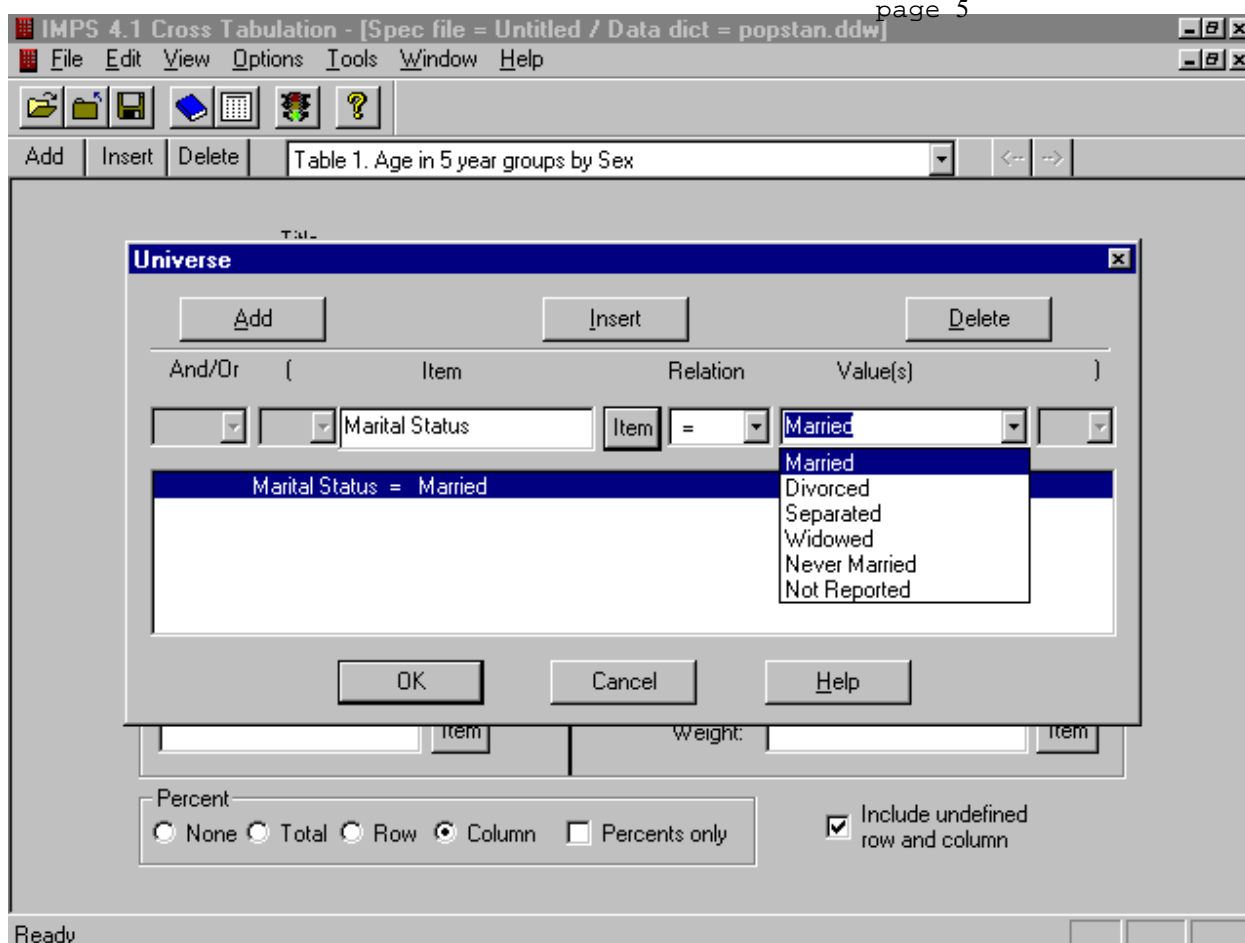 page 5
IMPS 4.1 Cross Tabulation - [Spec file = Untitled / Data dict = popstan.ddw]
File Edit View Options Tools Window Help
Add Insert Delete Table 1. Age in 5 year groups by Sex <-- -->
Title
Universe
Add Insert Delete
And/Or ( Item Relation Value(s) )
Marital Status Item = Married
Married
Marital Status = Married
Divorced
Separated
Widowed
Never Married
Not Reported
OK Cancel Help
Item Weight: Item
Percent
None Total Row Column Percents only
Include undefined
row and column
Ready